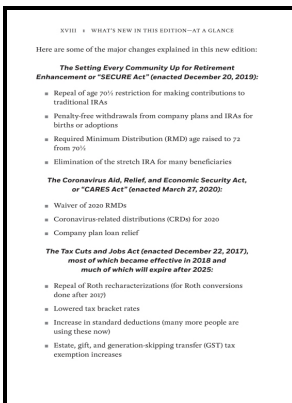 XVIII • WHAT'S NEW IN THIS EDITION—AT A GLANCE
Here are some of the major changes explained in this new edition:
The Setting Every Community Up for Retirement
Enhancement or "SECURE Act" (enacted December 20, 2019):
Repeal of age 70½ restriction for making contributions to
traditional IRAs
Penalty-free withdrawals from company plans and IRAs for
births or adoptions
Required Minimum Distribution (RMD) age raised to 72
from 70½
Elimination of the stretch IRA for many beneficiaries
The Coronavirus Aid, Relief, and Economic Security Act,
or "CARES Act" (enacted March 27, 2020):
Waiver of 2020 RMDs
Coronavirus-related distributions (CRDs) for 2020
Company plan loan relief
The Tax Cuts and Jobs Act (enacted December 22, 2017),
most of which became effective in 2018 and
much of which will expire after 2025:
Repeal of Roth recharacterizations (for Roth conversions
done after 2017)
Lowered tax bracket rates
Increase in standard deductions (many more people are
using these now)
Estate, gift, and generation-skipping transfer (GST) tax
exemption increases